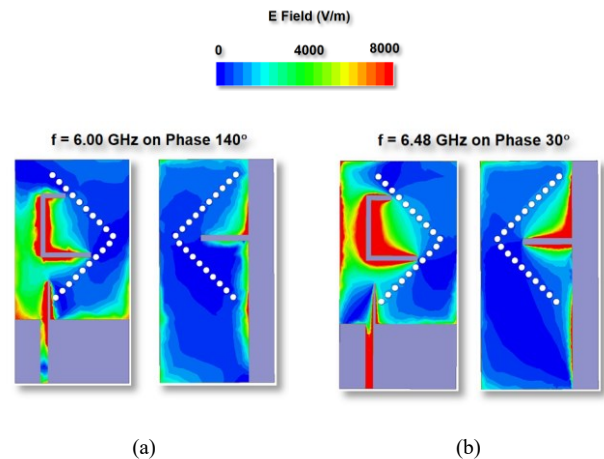 E Field (V/m)
0 4000 8000
f = 6.00 GHz on Phase 140°
f = 6.48 GHz on Phase 30°
(a)
(b)